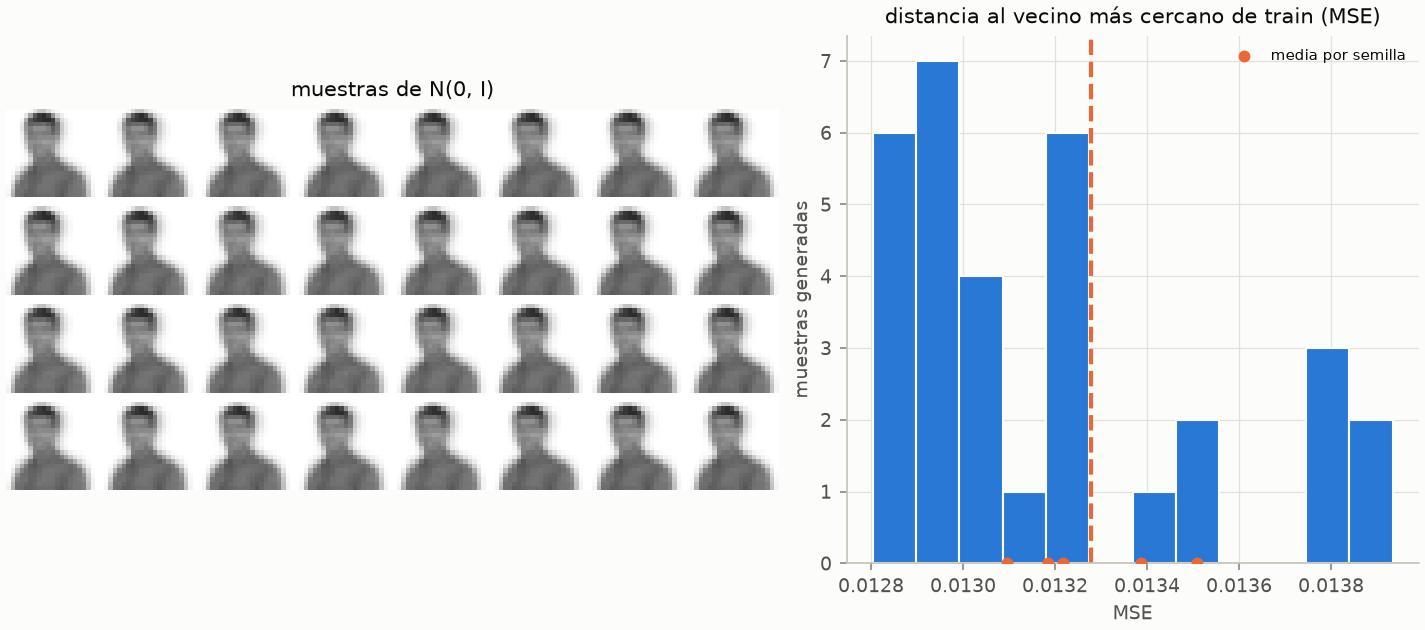 muestras de N(0, I)
distancia al vecino más cercano de train (MSE)
media por semilla
muestras generadas
7
6
5
4
3
2
1
0
0.0128 0.0130 0.0132 0.0134 0.0136 0.0138
MSE